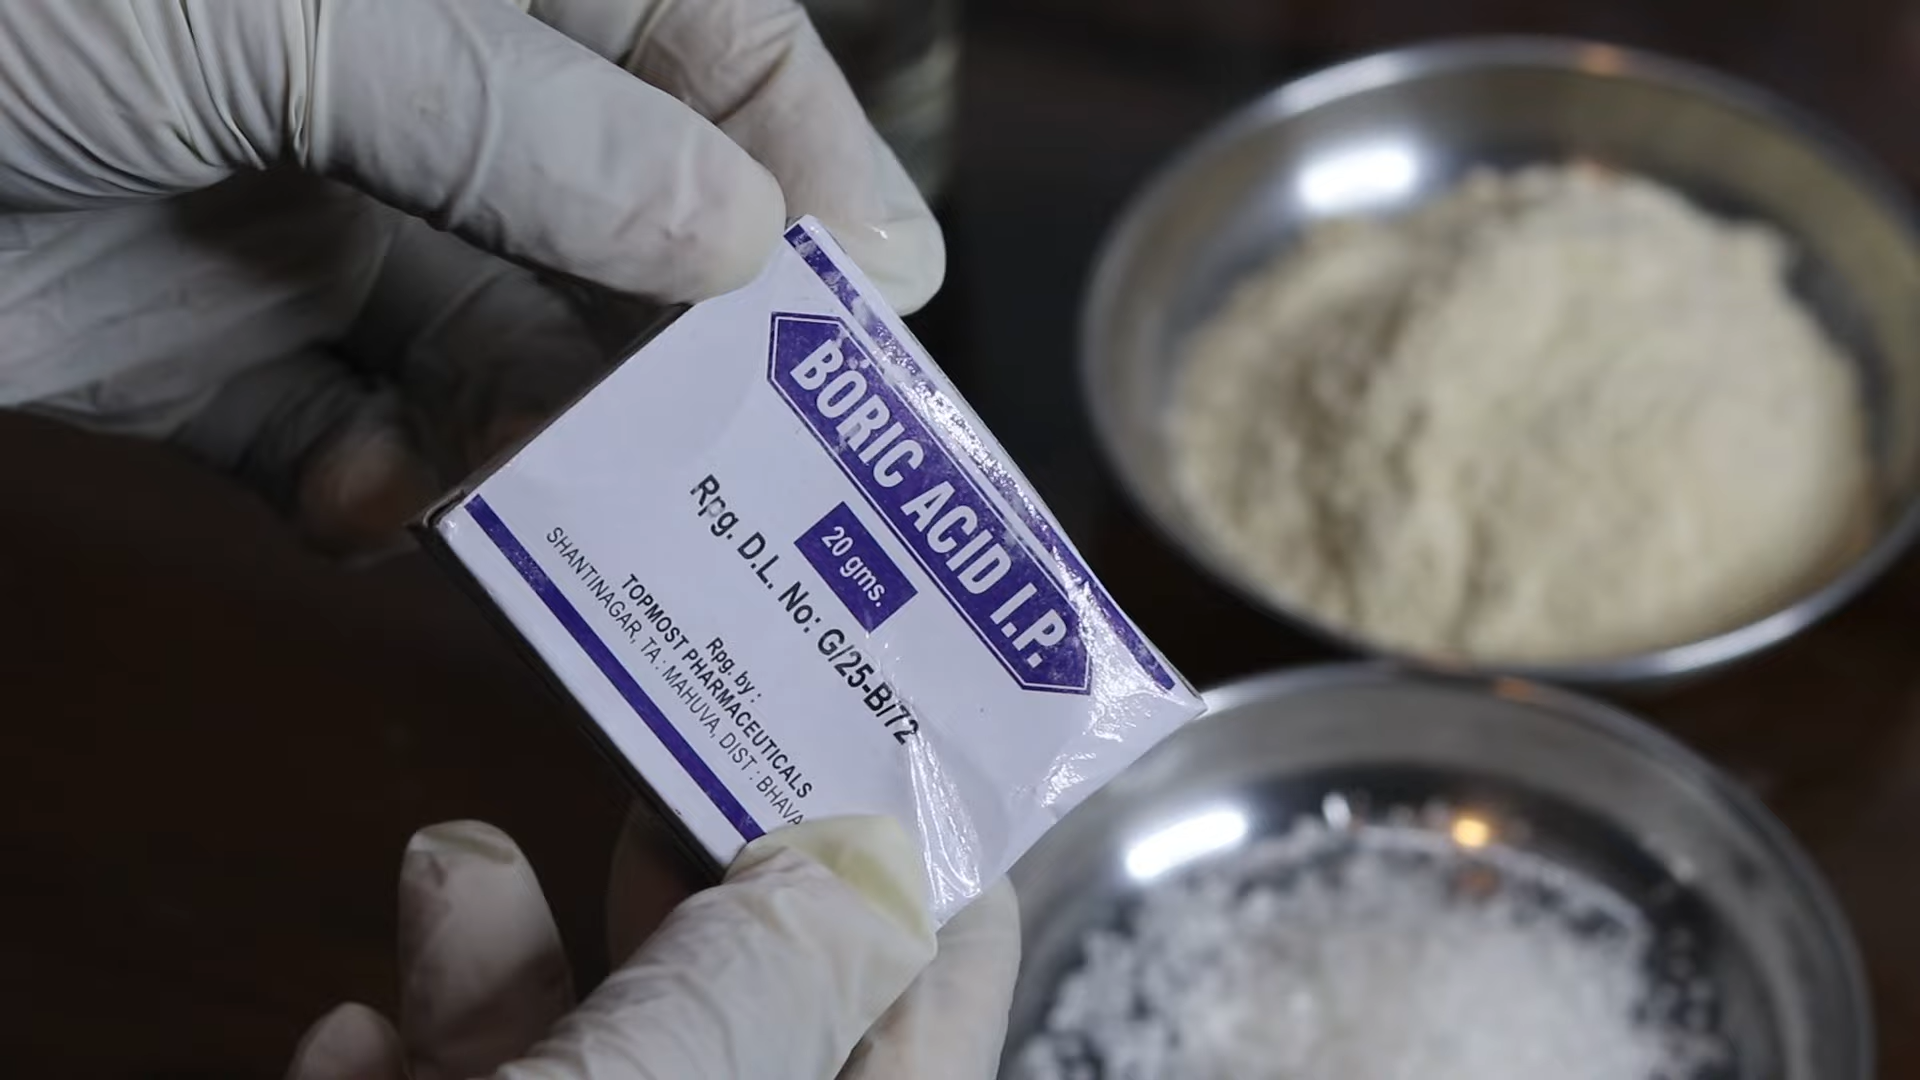 BORIC ACID I.P.
20 gms.
Rpg. D.L. No: G/25-B/72
Rpg. by :
TOPMOST PHARMACEUTICALS
SHANTINAGAR, TA : MAHUVA, DIST : BHAVA